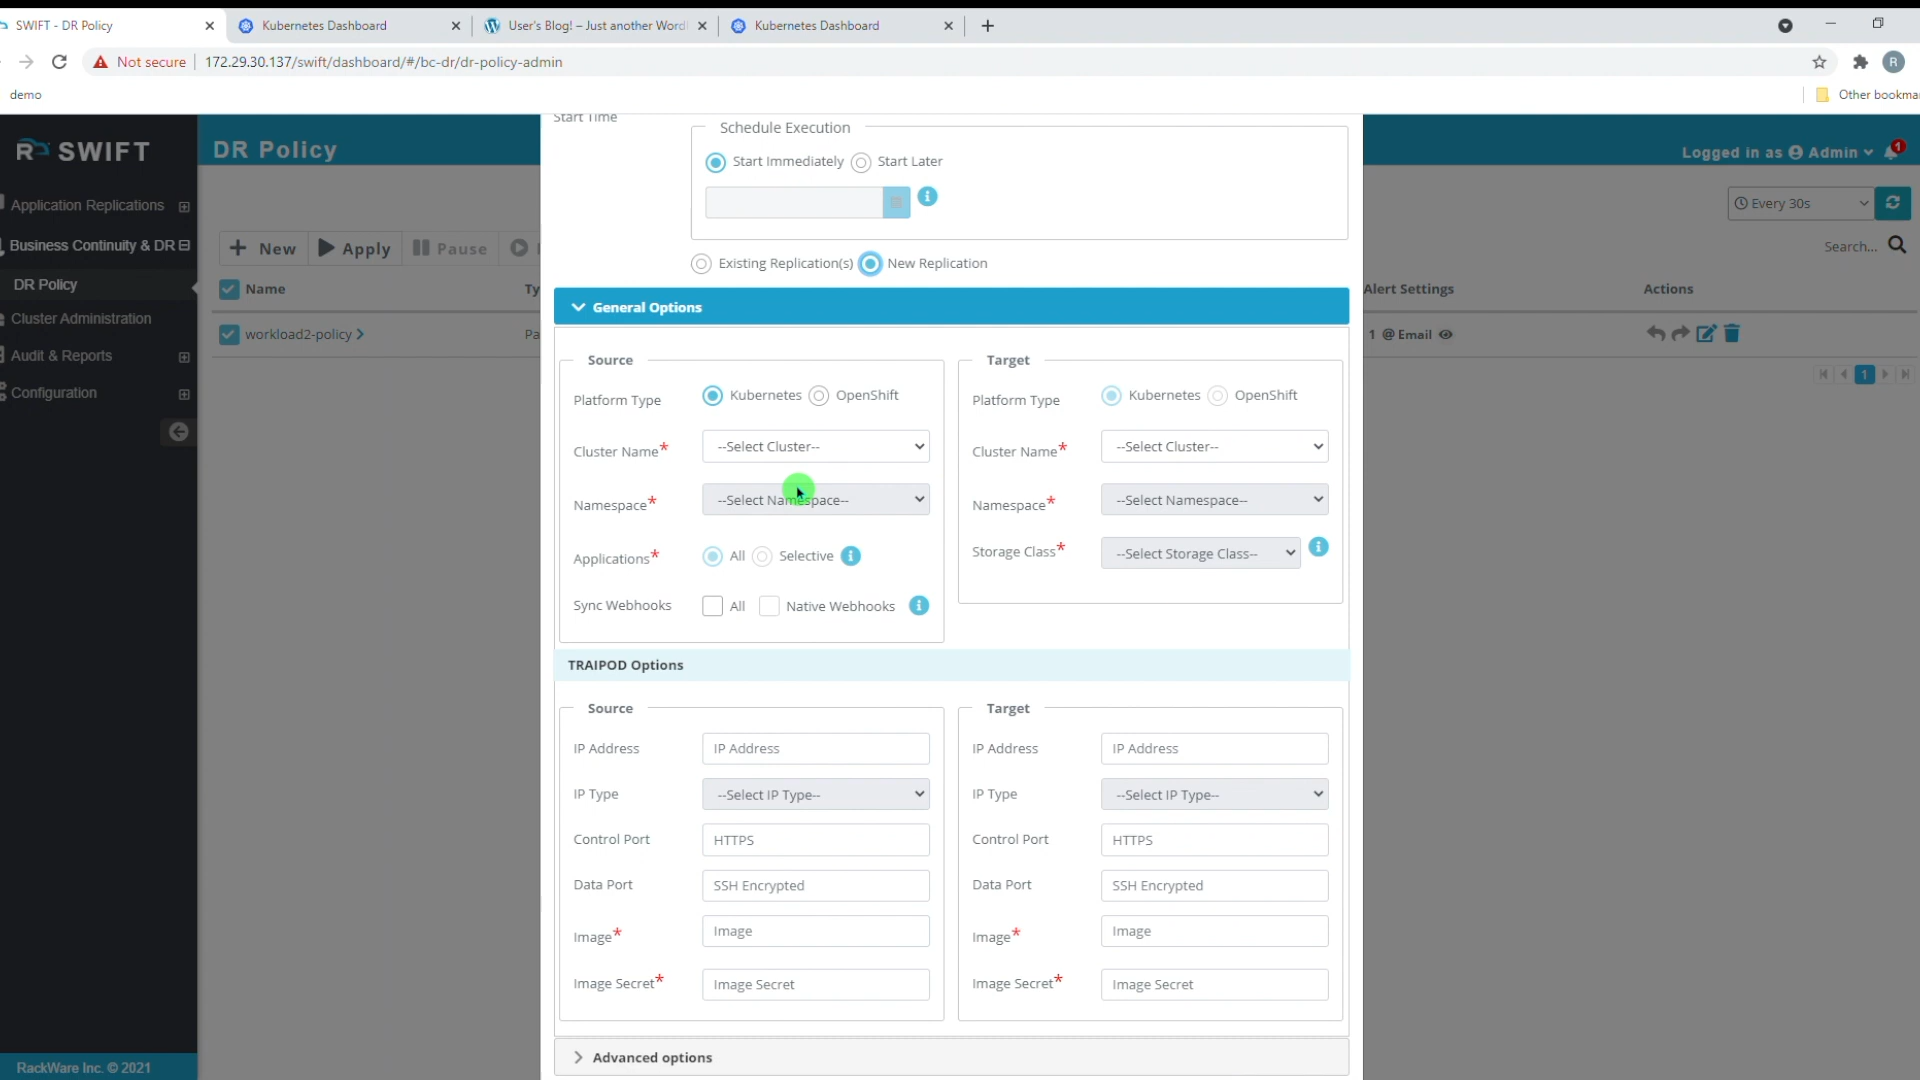 SWIFT - DR Policy
Kubernetes Dashboard
User's Blog! – Just another Word
Kubernetes Dashboard
Not secure
172.29.30.137/swift/dashboard/#/bc-dr/dr-policy-admin
R
demo
Other bookma
SWIFT
DR Policy
Logged in as Admin
1
Application Replications
Business Continuity & DR
DR Policy
Cluster Administration
Audit & Reports
Configuration
RackWare Inc. © 2021
Every 30s
New
Apply
Pause
Search...
Name
Ty
Alert Settings
Actions
workload2-policy
Pa
1 @ Email
1
Start Time
Schedule Execution
Start Immediately
Start Later
Existing Replication(s)
New Replication
General Options
Source
Platform Type
Kubernetes
OpenShift
Cluster Name*
--Select Cluster--
Namespace*
--Select Namespace--
Applications*
All
Selective
Sync Webhooks
All
Native Webhooks
Target
Platform Type
Kubernetes
OpenShift
Cluster Name*
--Select Cluster--
Namespace*
--Select Namespace--
Storage Class*
--Select Storage Class--
TRAIPOD Options
Source
IP Address
IP Address
IP Type
--Select IP Type--
Control Port
HTTPS
Data Port
SSH Encrypted
Image*
Image
Image Secret*
Image Secret
Target
IP Address
IP Address
IP Type
--Select IP Type--
Control Port
HTTPS
Data Port
SSH Encrypted
Image*
Image
Image Secret*
Image Secret
Advanced options